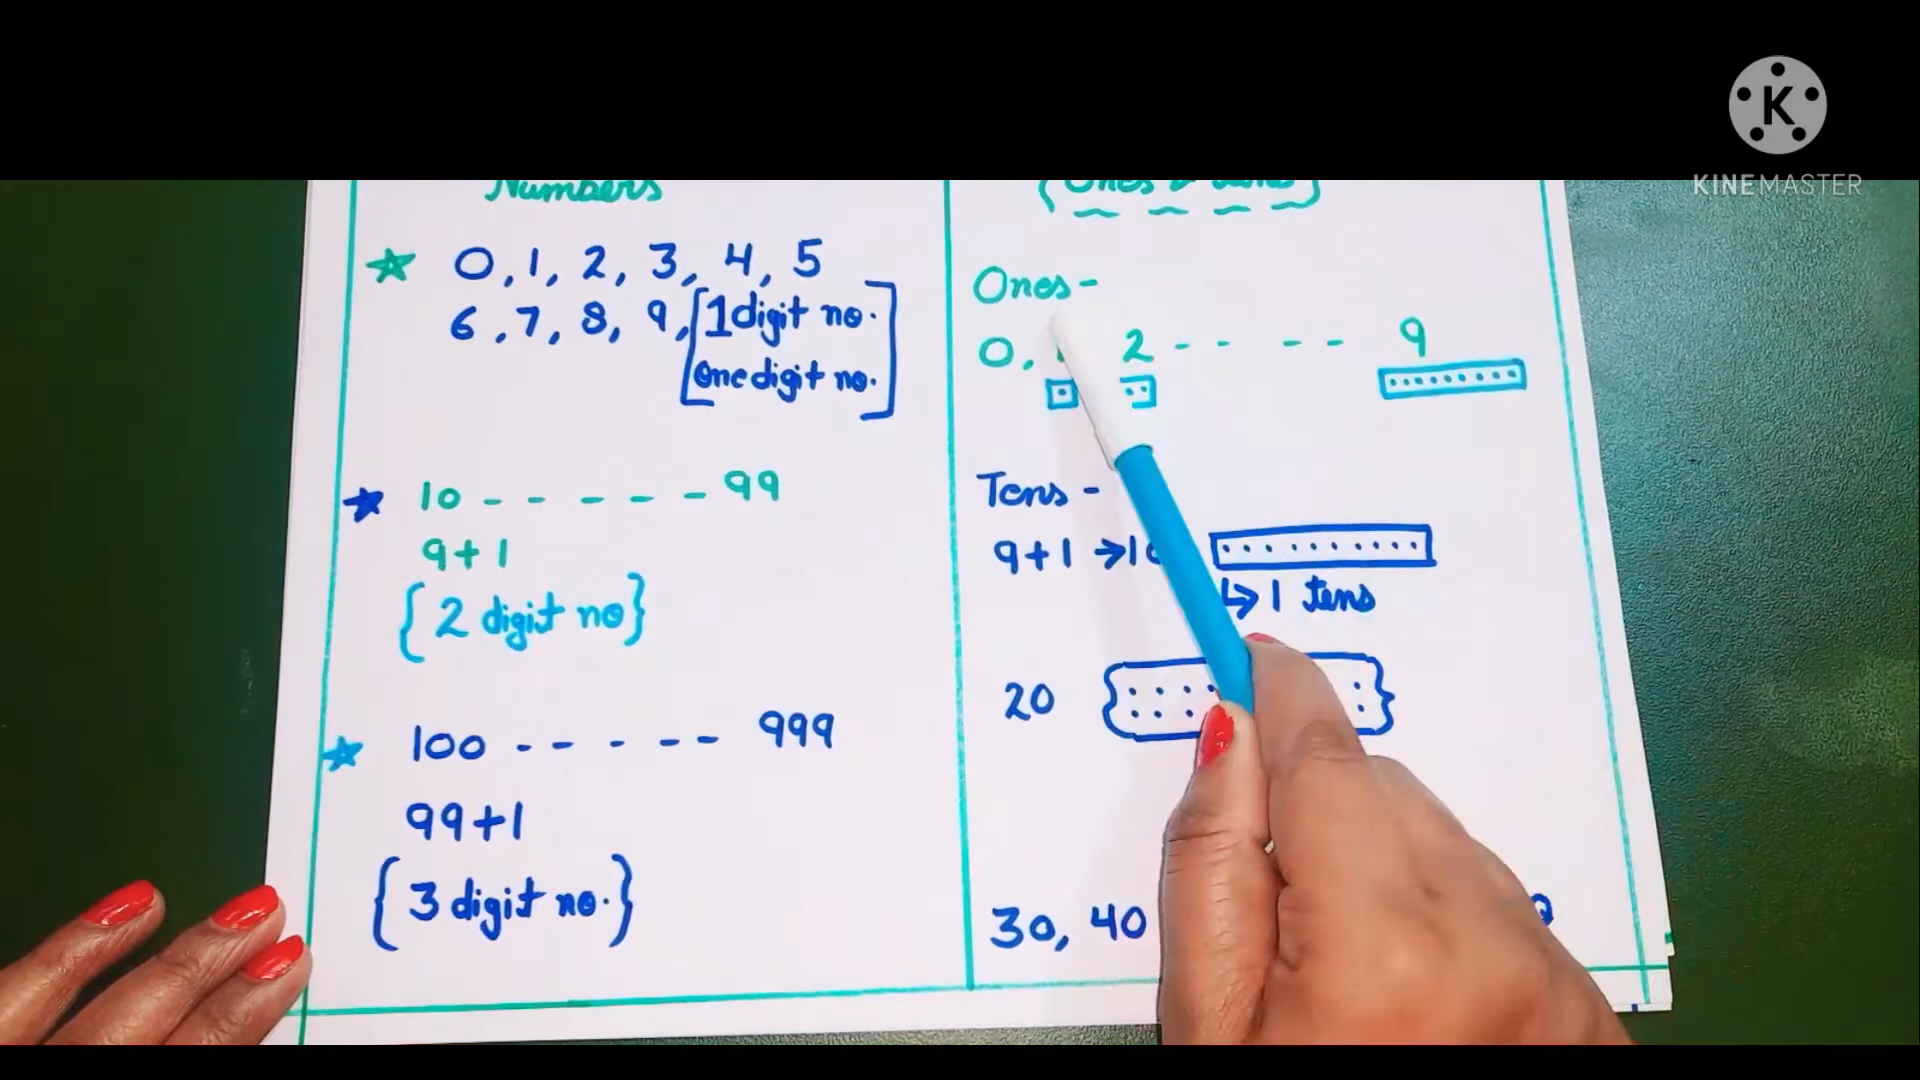 K
KINEMASTER
Numbers
0, 1, 2, 3, 4, 5
6, 7, 8, 9, [1 digit no.
one digit no.]
10 - - - - - 99
9+1
{2 digit no}
100 - - - - - 999
99+1
{3 digit no.}
Ones -
0, 2 - - - - 9
Tens -
9+1 →
↳ 1 tens
20
30, 40